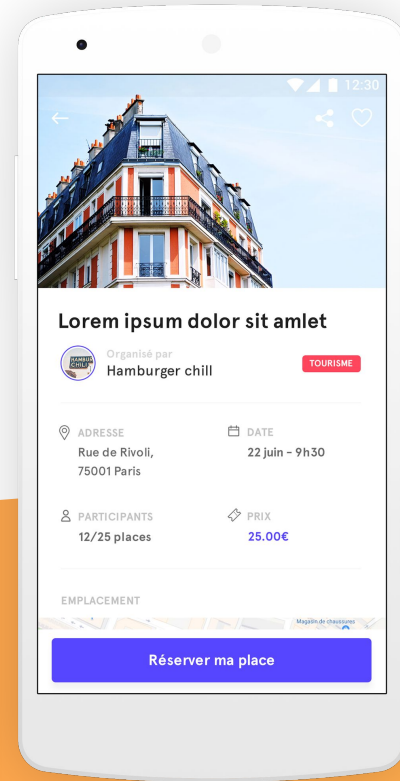 12:30
Lorem ipsum dolor sit amlet
Organisé par
HAMBUR
CHILL
Hamburger chill
TOURISME
ADRESSE
Rue de Rivoli,
75001 Paris
DATE
22 juin - 9h30
PARTICIPANTS
12/25 places
PRIX
25.00€
EMPLACEMENT
Magasin de chaussures
Réserver ma place